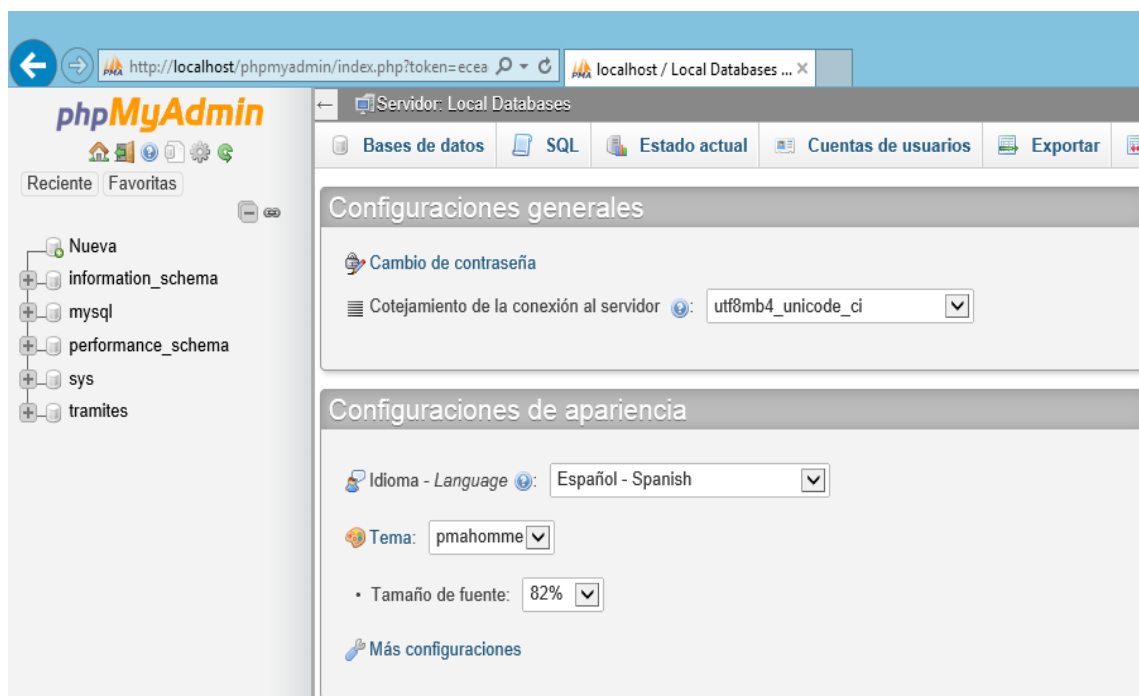 http://localhost/phpmyadmin/index.php?token=ecea
localhost / Local Databases ...
phpMyAdmin
Reciente Favoritas
Nueva
information_schema
mysql
performance_schema
sys
tramites
Servidor: Local Databases
Bases de datos SQL Estado actual Cuentas de usuarios Exportar
Configuraciones generales
Cambio de contraseña
Cotejamiento de la conexión al servidor : utf8mb4_unicode_ci
Configuraciones de apariencia
Idioma - Language : Español - Spanish
Tema: pmahomme
• Tamaño de fuente: 82%
Más configuraciones